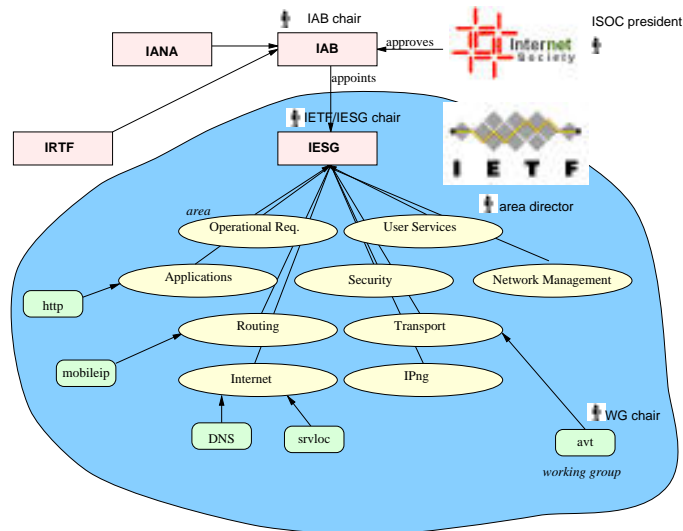 IAB chair
ISOC president
IANA
IAB
approves
Internet
Society
appoints
IETF/IESG chair
IRTF
IESG
I E T F
area director
area
Operational Req.
User Services
Applications
Security
Network Management
http
Routing
Transport
mobileip
Internet
IPng
WG chair
DNS
srvloc
avt
working group